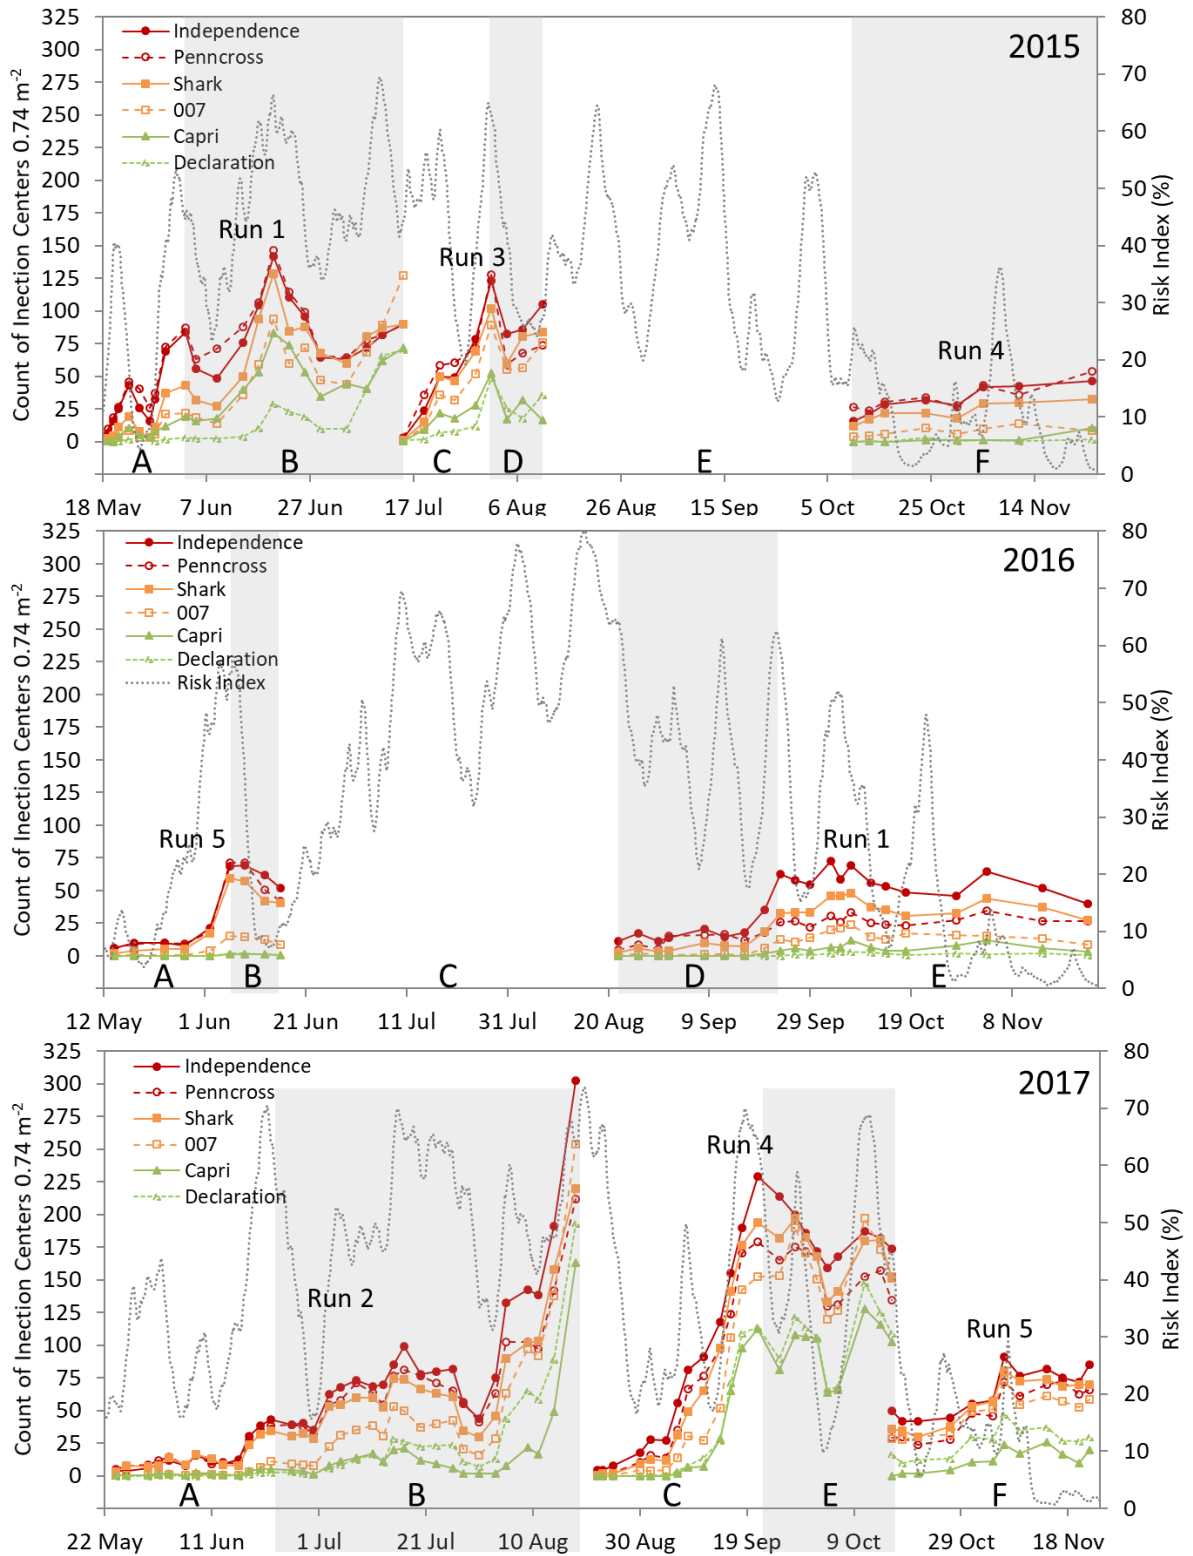 325
300
275
250
225
200
175
150
125
100
75
50
25
0
Count of Inection Centers 0.74 m⁻²
Independence
Penncross
Shark
007
Capri
Declaration
2015
80
70
60
50
40
30
20
10
0
Risk Index (%)
Run 1
Run 3
Run 4
A B C D E F
18 May 7 Jun 27 Jun 17 Jul 6 Aug 26 Aug 15 Sep 5 Oct 25 Oct 14 Nov
325
300
275
250
225
200
175
150
125
100
75
50
25
0
Count of Inection Centers 0.74 m⁻²
Independence
Penncross
Shark
007
Capri
Declaration
Risk Index
2016
80
70
60
50
40
30
20
10
0
Risk Index (%)
Run 5
Run 1
A B C D E
12 May 1 Jun 21 Jun 11 Jul 31 Jul 20 Aug 9 Sep 29 Sep 19 Oct 8 Nov
325
300
275
250
225
200
175
150
125
100
75
50
25
0
Count of Inection Centers 0.74 m⁻²
Independence
Penncross
Shark
007
Capri
Declaration
2017
80
70
60
50
40
30
20
10
0
Risk Index (%)
Run 2
Run 4
Run 5
A B C E F
22 May 11 Jun 1 Jul 21 Jul 10 Aug 30 Aug 19 Sep 9 Oct 29 Oct 18 Nov